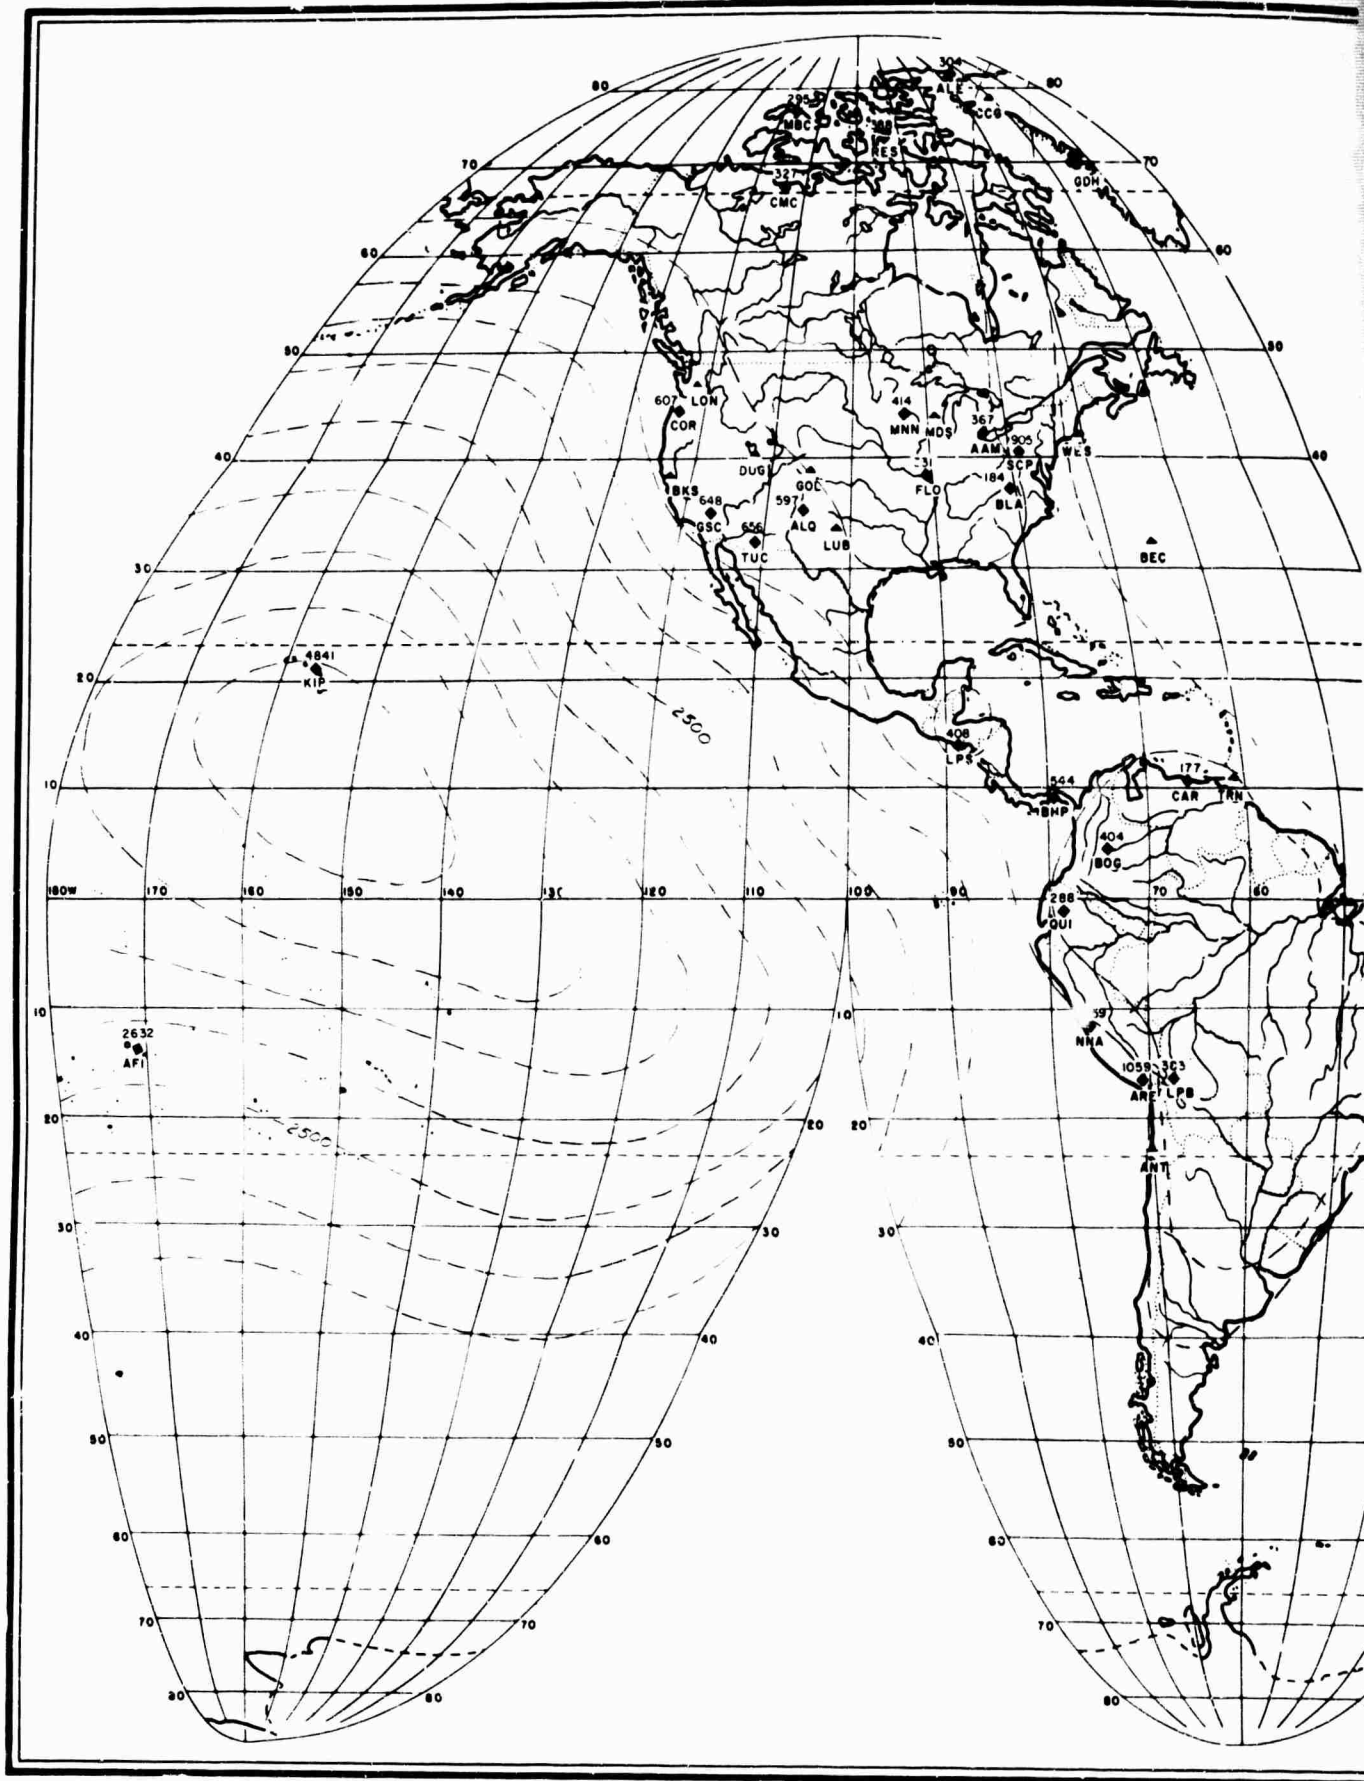 304
80 ALE 80
CCG
295
MBC
RES
70 70
327 GDH
CMC
60 60
50 50
LON
607 414
COR MNN MDS 367
AAM 905 WES
40 SCP 40
DUG GOL FLO 184
BKS BLA
648 597
GSC ALQ
656 LUB
TUC BEC
30
4841
20 KIP
2500
408
LPS
177
10 544 CAR TRN
BHP
404
BOG
180W 170 160 150 140 130 120 110 100 90 70 60
288
QUI
10 10
2632 NNA
AFI
1059 303
ARE LPB
20 20 20
2500
ANT
30 30 30
40 40 40
50 50 50
60 60 60
70 70 70
80 80 80